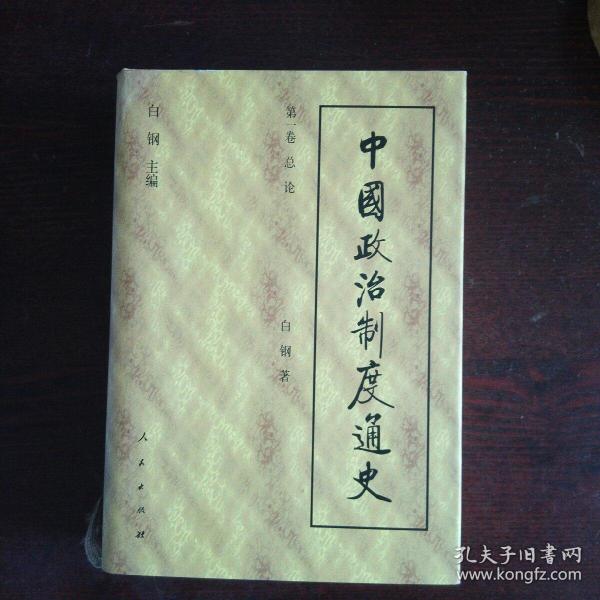 中國政治制度通史
第一卷 总论
白钢 著
白钢 主编
人民出版社
孔夫子旧書网
www.kongfz.com